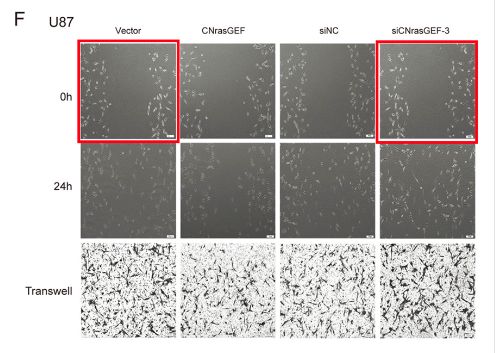 F
U87
Vector CNrasGEF siNC siCNrasGEF-3
0h
24h
Transwell